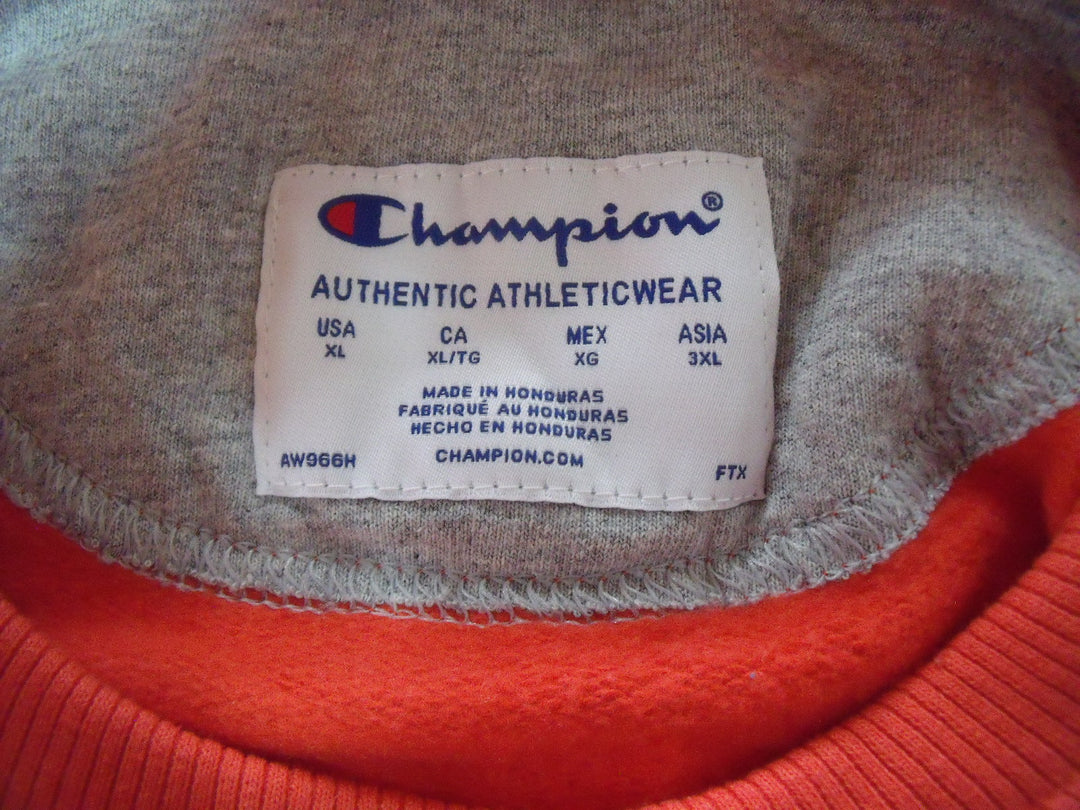 Champion®
AUTHENTIC ATHLETICWEAR
USA CA MEX ASIA
XL XL/TG XG 3XL
MADE IN HONDURAS
FABRIQUÉ AU HONDURAS
HECHO EN HONDURAS
AW966H CHAMPION.COM FTX